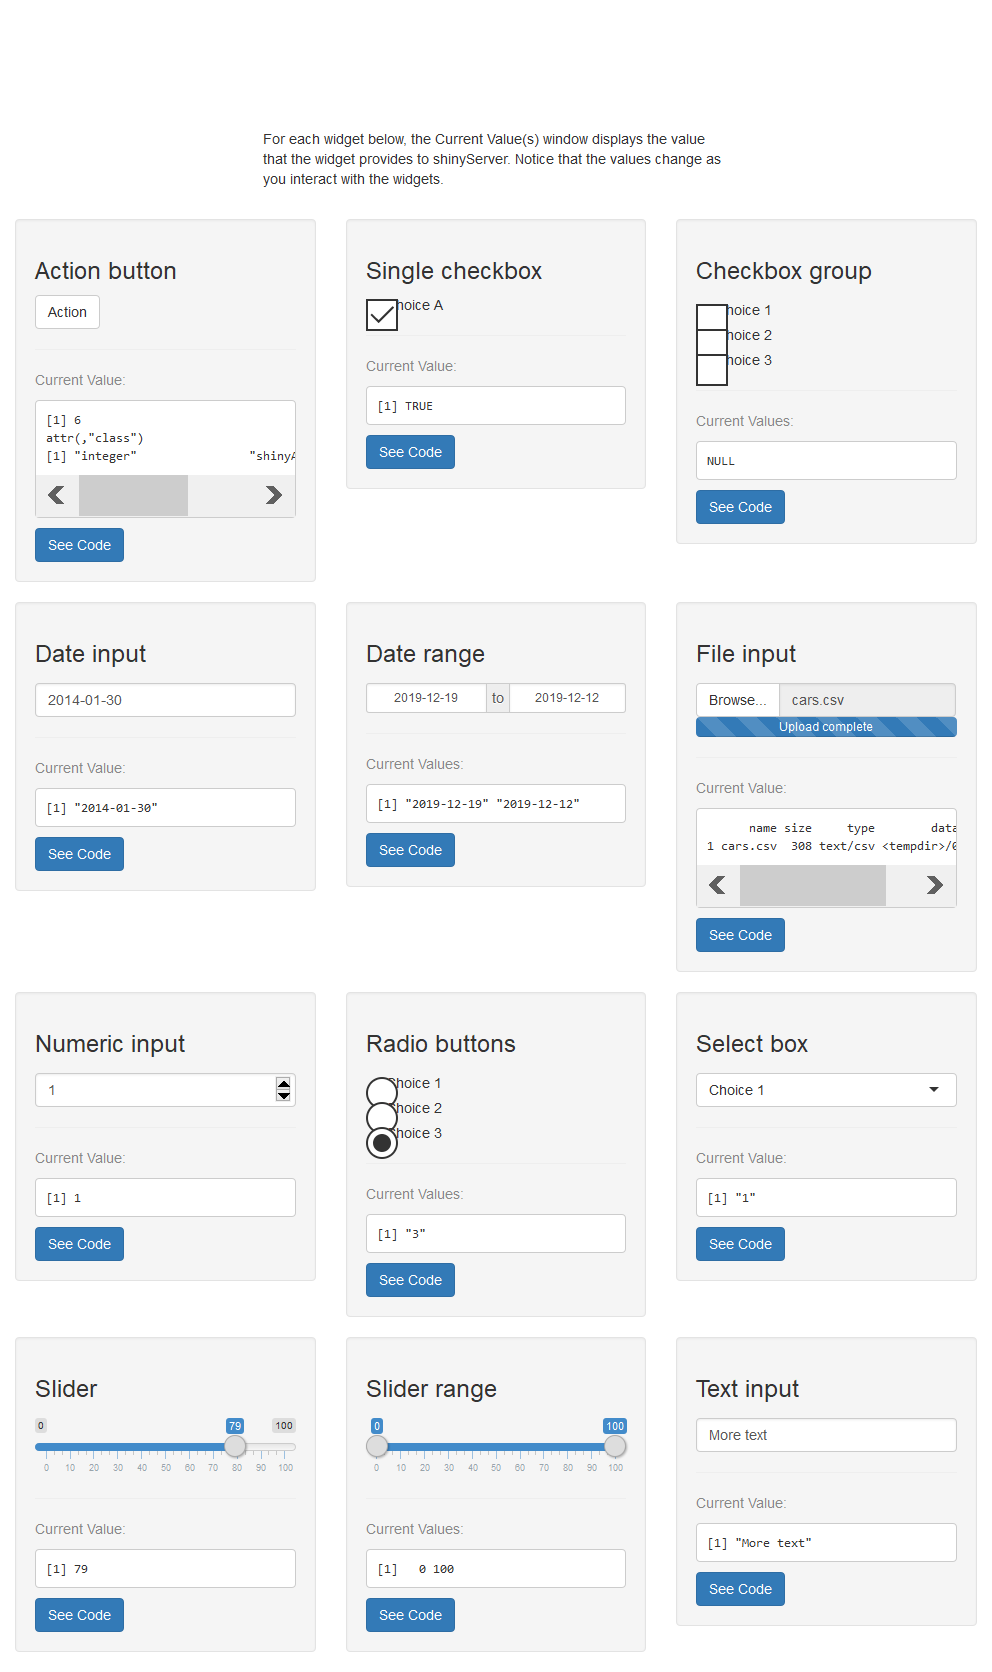 For each widget below, the Current Value(s) window displays the value
that the widget provides to shinyServer. Notice that the values change as
you interact with the widgets.
Action button
Action
Current Value:
[1] 6
attr(,"class")
[1] "integer" "shinyA
See Code
Single checkbox
hoice A
Current Value:
[1] TRUE
See Code
Checkbox group
hoice 1
hoice 2
hoice 3
Current Values:
NULL
See Code
Date input
2014-01-30
Current Value:
[1] "2014-01-30"
See Code
Date range
2019-12-19 to 2019-12-12
Current Values:
[1] "2019-12-19" "2019-12-12"
See Code
File input
Browse... cars.csv
Upload complete
Current Value:
name size type data
1 cars.csv 308 text/csv <tempdir>/0
See Code
Numeric input
1
Current Value:
[1] 1
See Code
Radio buttons
Choice 1
Choice 2
Choice 3
Current Values:
[1] "3"
See Code
Select box
Choice 1
Current Value:
[1] "1"
See Code
Slider
0 79 100
0 10 20 30 40 50 60 70 80 90 100
Current Value:
[1] 79
See Code
Slider range
0 100
0 10 20 30 40 50 60 70 80 90 100
Current Values:
[1] 0 100
See Code
Text input
More text
Current Value:
[1] "More text"
See Code